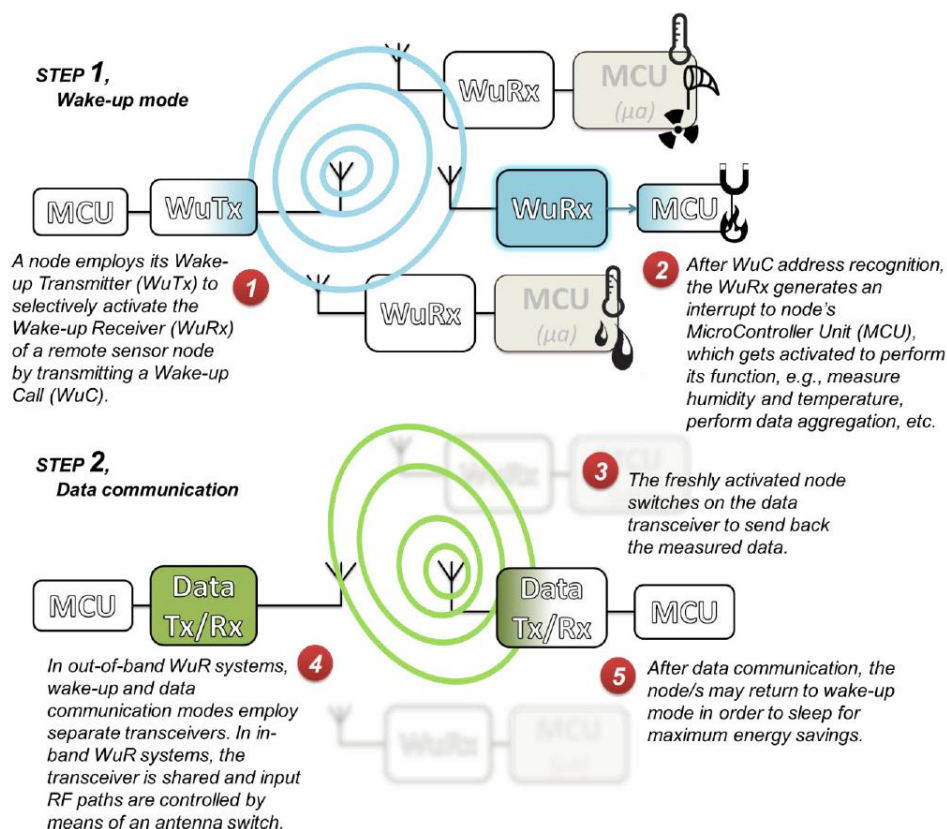 STEP 1,
Wake-up mode
WuRx
MCU
(µa)
MCU
WuTx
WuRx
MCU
A node employs its Wake-
up Transmitter (WuTx) to
selectively activate the
Wake-up Receiver (WuRx)
of a remote sensor node
by transmitting a Wake-up
Call (WuC).
1
WuRx
MCU
(µa)
2
After WuC address recognition,
the WuRx generates an
interrupt to node's
MicroController Unit (MCU),
which gets activated to perform
its function, e.g., measure
humidity and temperature,
perform data aggregation, etc.
STEP 2,
Data communication
WuRx
MCU
3
The freshly activated node
switches on the data
transceiver to send back
the measured data.
MCU
Data
Tx/Rx
Data
Tx/Rx
MCU
In out-of-band WuR systems,
wake-up and data
communication modes employ
separate transceivers. In in-
band WuR systems, the
transceiver is shared and input
RF paths are controlled by
means of an antenna switch.
4
5
After data communication, the
node/s may return to wake-up
mode in order to sleep for
maximum energy savings.
WuRx
MCU